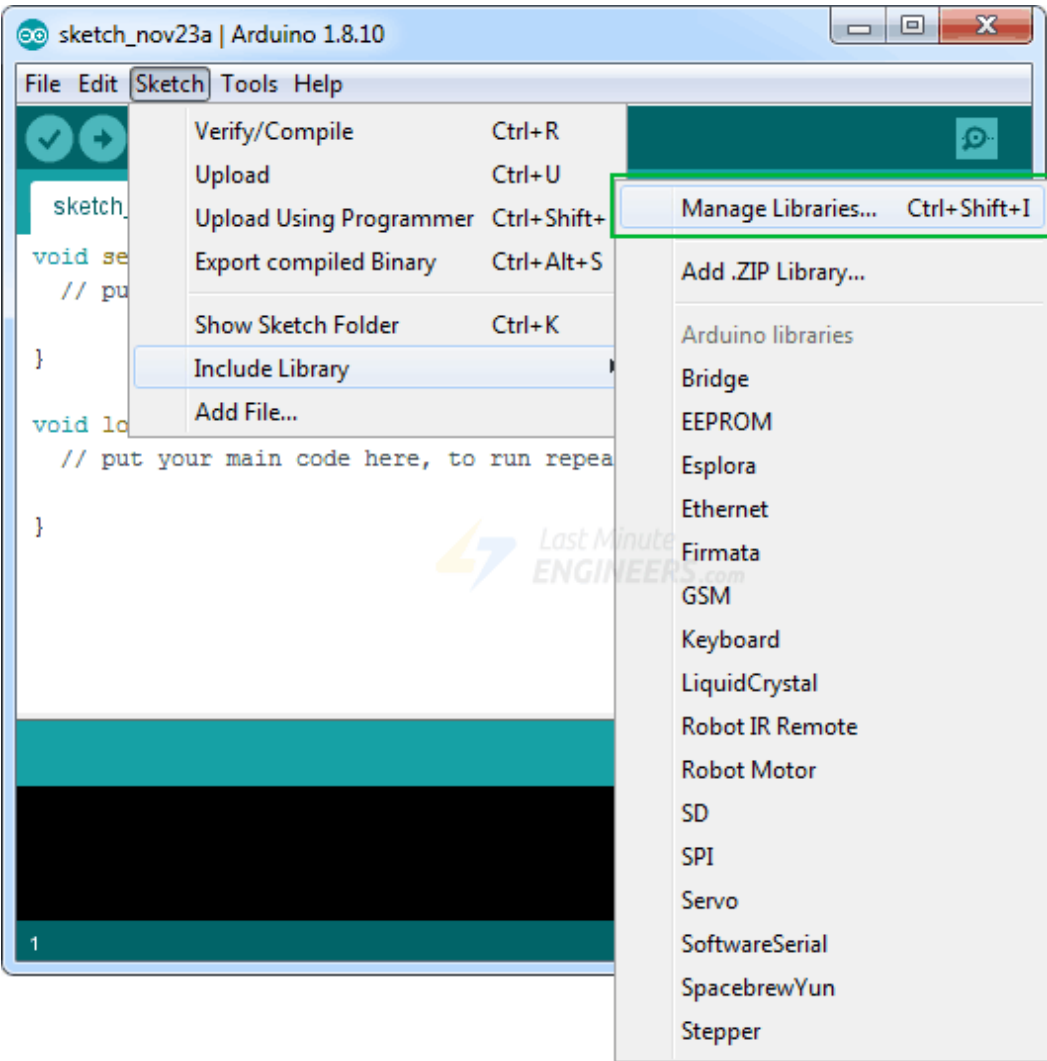 sketch_nov23a | Arduino 1.8.10
File Edit Sketch Tools Help
Verify/Compile Ctrl+R
Upload Ctrl+U
Upload Using Programmer Ctrl+Shift+
Export compiled Binary Ctrl+Alt+S
Show Sketch Folder Ctrl+K
Include Library
Add File...
Manage Libraries... Ctrl+Shift+I
Add .ZIP Library...
Arduino libraries
Bridge
EEPROM
Esplora
Ethernet
Firmata
GSM
Keyboard
LiquidCrystal
Robot IR Remote
Robot Motor
SD
SPI
Servo
SoftwareSerial
SpacebrewYun
Stepper
sketch_
void se
// pu
}
void lo
// put your main code here, to run repea
}
Last Minute
ENGINEERS.com
1